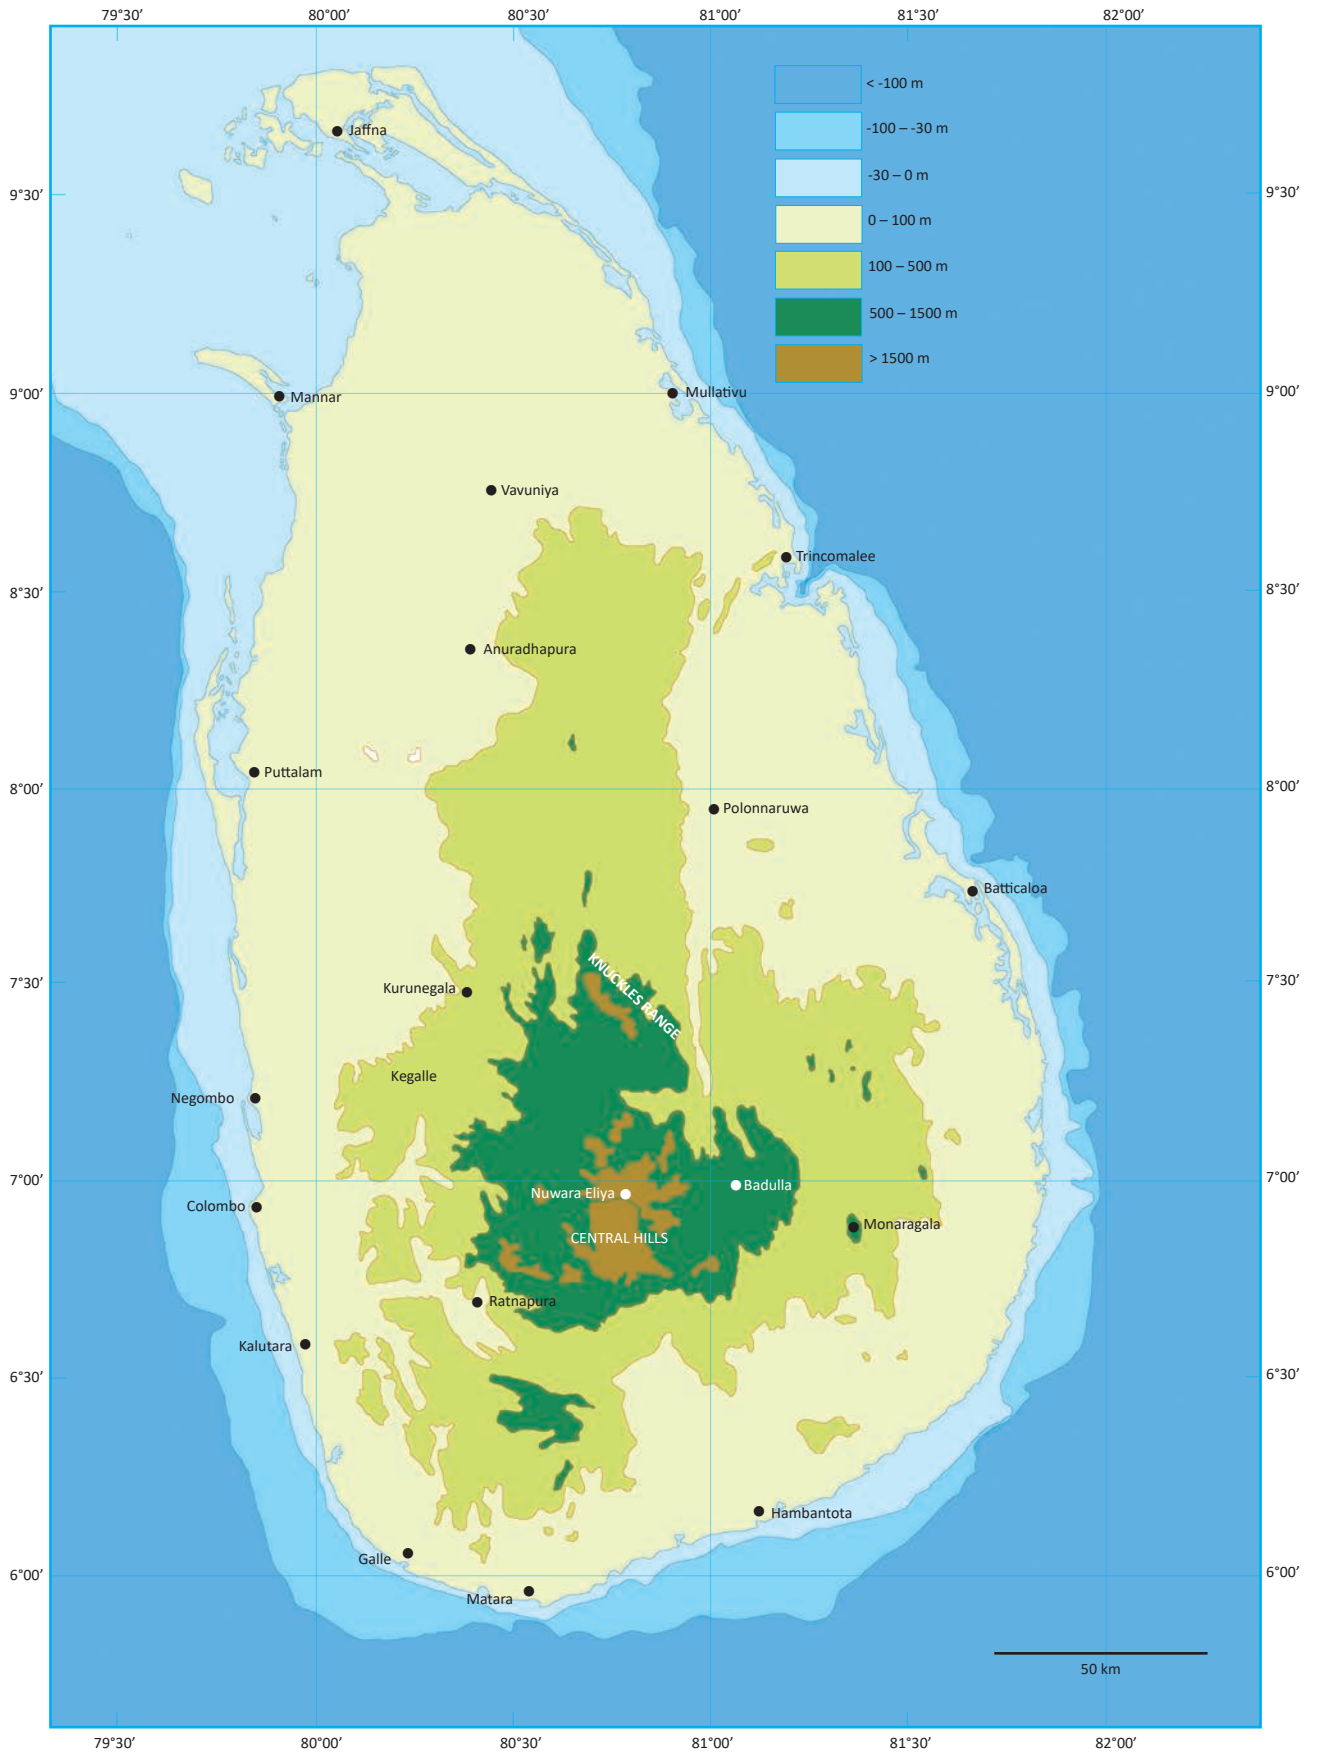 79°30’ 80°00’ 80°30’ 81°00’ 81°30’ 82°00’
< -100 m
-100 – -30 m
-30 – 0 m
0 – 100 m
100 – 500 m
500 – 1500 m
> 1500 m
Jaffna
9°30’ 9°30’
9°00’ 9°00’
Mannar
Mullativu
Vavuniya
Trincomalee
8°30’ 8°30’
Anuradhapura
Puttalam
8°00’ 8°00’
Polonnaruwa
Batticaloa
KNUCKLES RANGE
7°30’ 7°30’
Kurunegala
Kegalle
Negombo
7°00’ 7°00’
Nuwara Eliya
Badulla
Colombo
Monaragala
CENTRAL HILLS
Ratnapura
Kalutara
6°30’ 6°30’
Hambantota
Galle
6°00’ 6°00’
Matara
50 km
79°30’ 80°00’ 80°30’ 81°00’ 81°30’ 82°00’